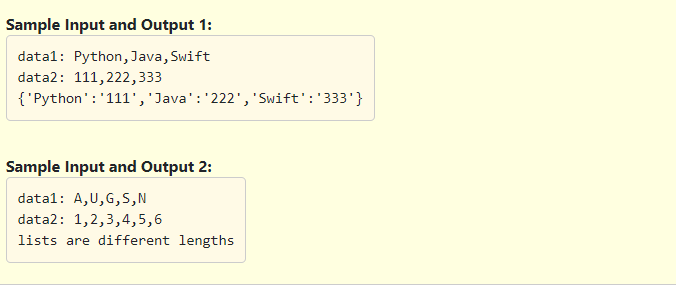 Sample Input and Output 1:
data1: Python,Java,Swift
data2: 111,222,333
{'Python':'111','Java':'222','Swift':'333'}
Sample Input and Output 2:
data1: A,U,G,S,N
data2: 1,2,3,4,5,6
lists are different lengths